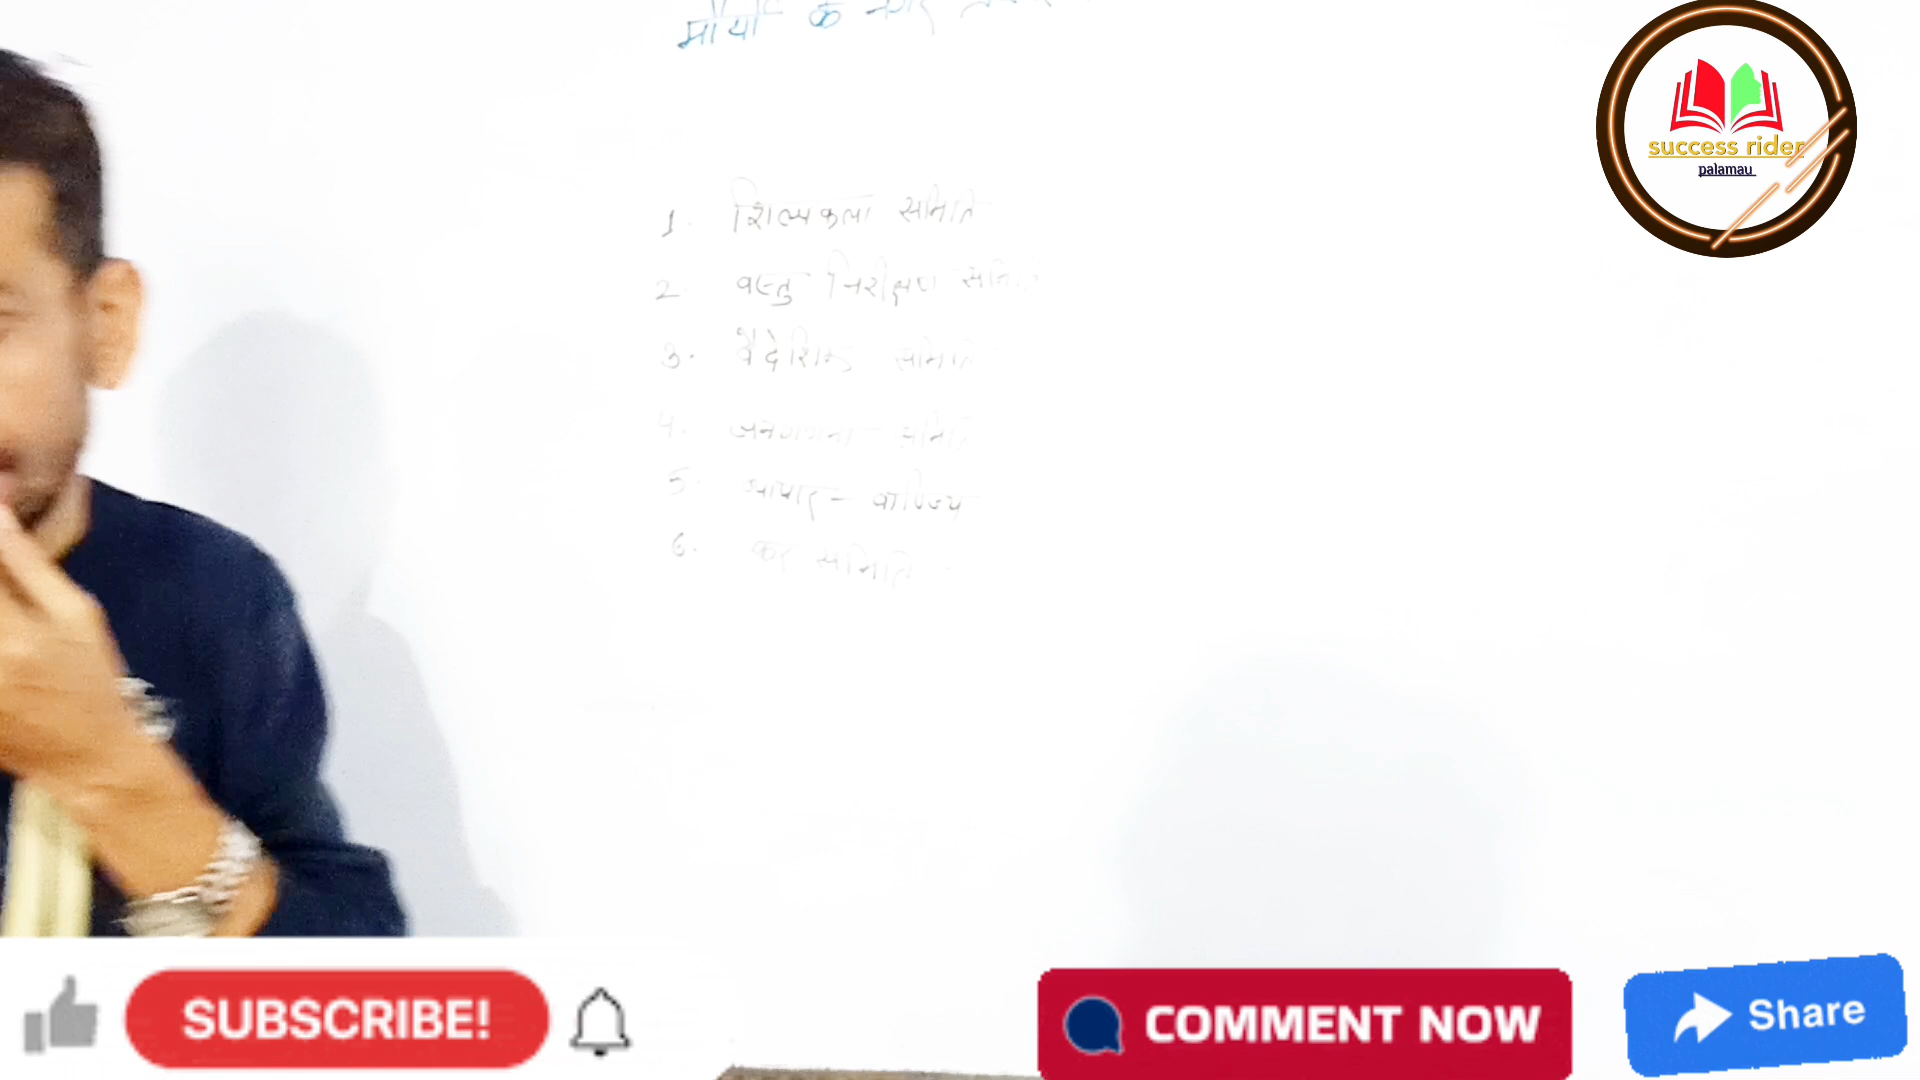 मौर्यो के नगर
success rider
palamau
1. शिल्पकला समिति
2. वस्तु निरीक्षण समिति
3. वैदेशिक समिति
4. जनगणना समिति
5. व्यापार - वाणिज्य
6. कर समिति
SUBSCRIBE!
COMMENT NOW
Share